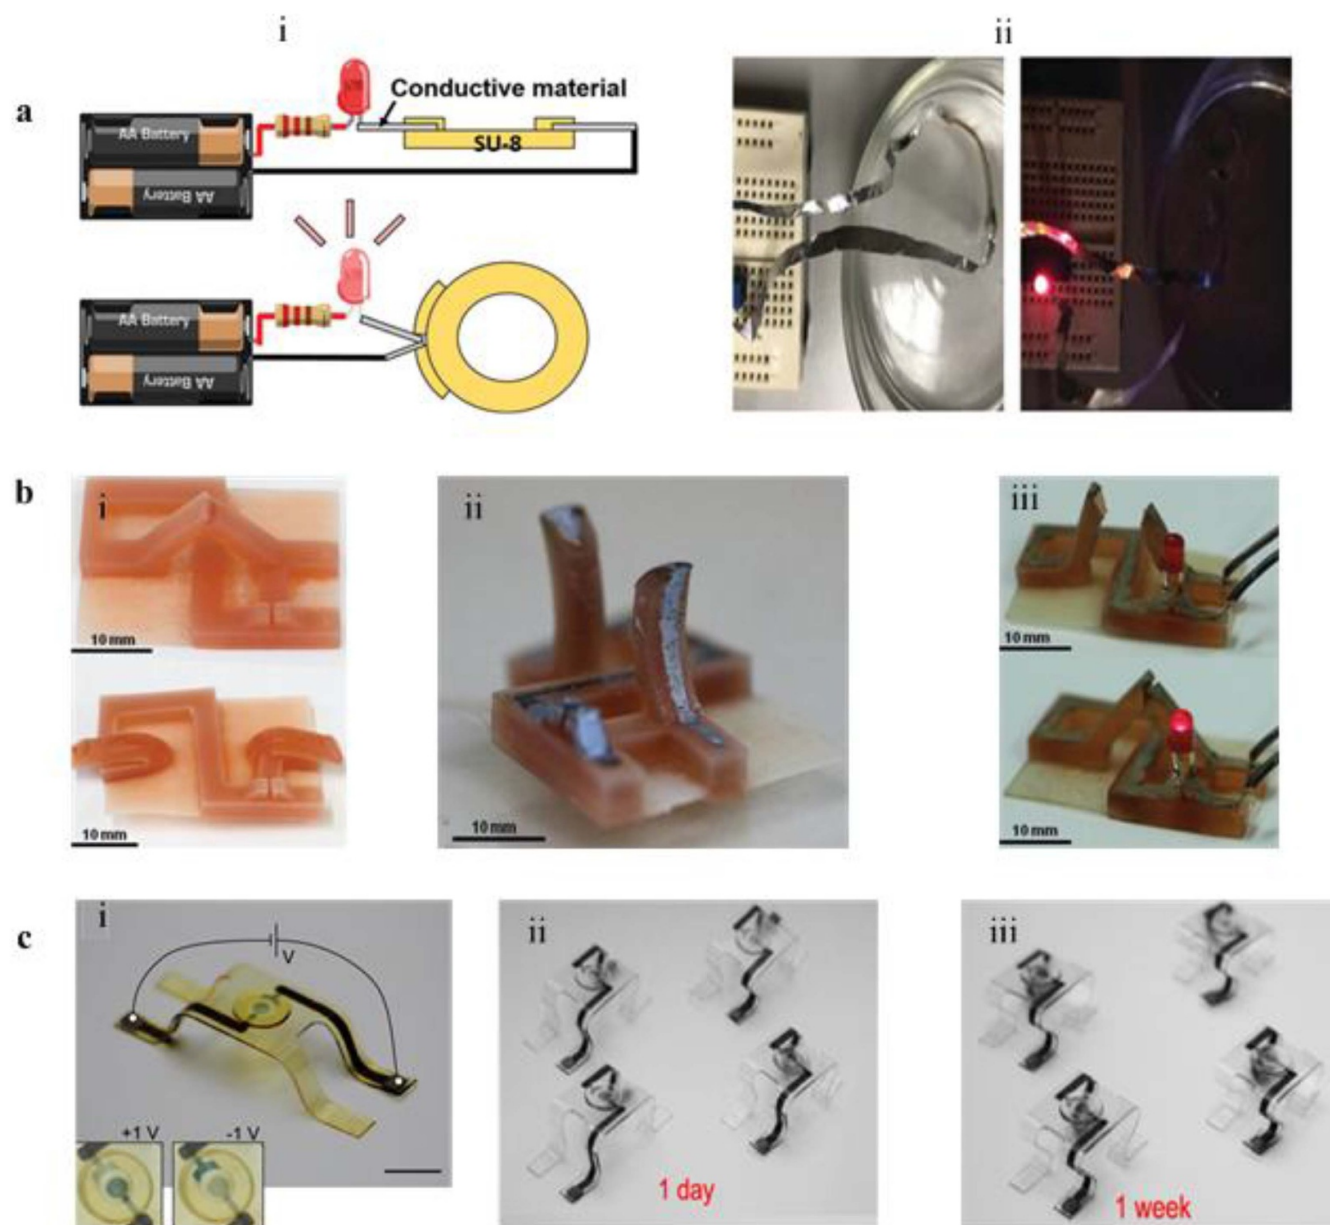 i
ii
a
AA Battery
Conductive material
SU-8
AA Battery
AA Battery
AA Battery
b
i
ii
iii
10 mm
10 mm
10 mm
10 mm
10 mm
c
i
ii
iii
V
+1 V
-1 V
1 day
1 week